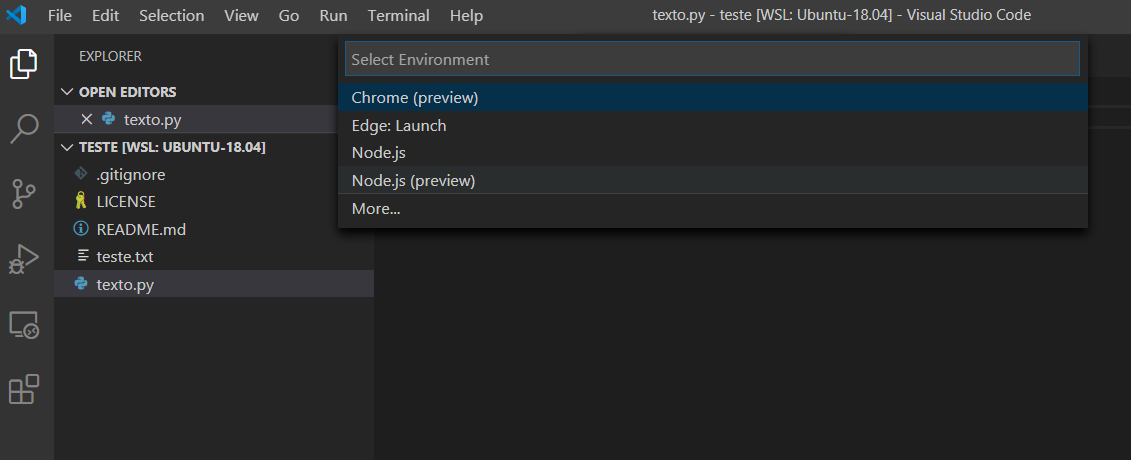 File Edit Selection View Go Run Terminal Help texto.py - teste [WSL: Ubuntu-18.04] - Visual Studio Code
EXPLORER
OPEN EDITORS
texto.py
TESTE [WSL: UBUNTU-18.04]
.gitignore
LICENSE
README.md
teste.txt
texto.py
Select Environment
Chrome (preview)
Edge: Launch
Node.js
Node.js (preview)
More...